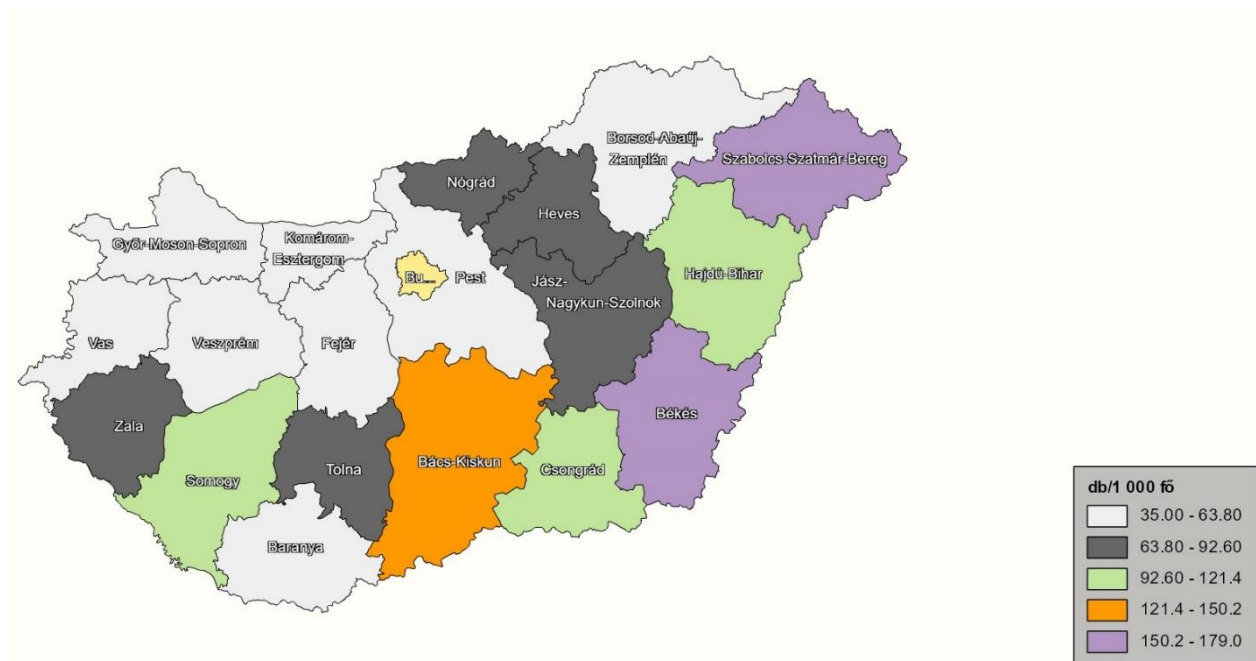 Borsod-Abaúj-
Zemplén
Szabolcs-Szatmár-Bereg
Nógrád
Heves
Győr-Moson-Sopron
Komárom-
Esztergom
Bu...
Pest
Jász-
Nagykun-Szolnok
Hajdú-Bihar
Vas
Veszprém
Fejér
Zala
Somogy
Tolna
Bács-Kiskun
Csongrád
Békés
Baranya
db/1 000 fő
35.00 - 63.80
63.80 - 92.60
92.60 - 121.4
121.4 - 150.2
150.2 - 179.0